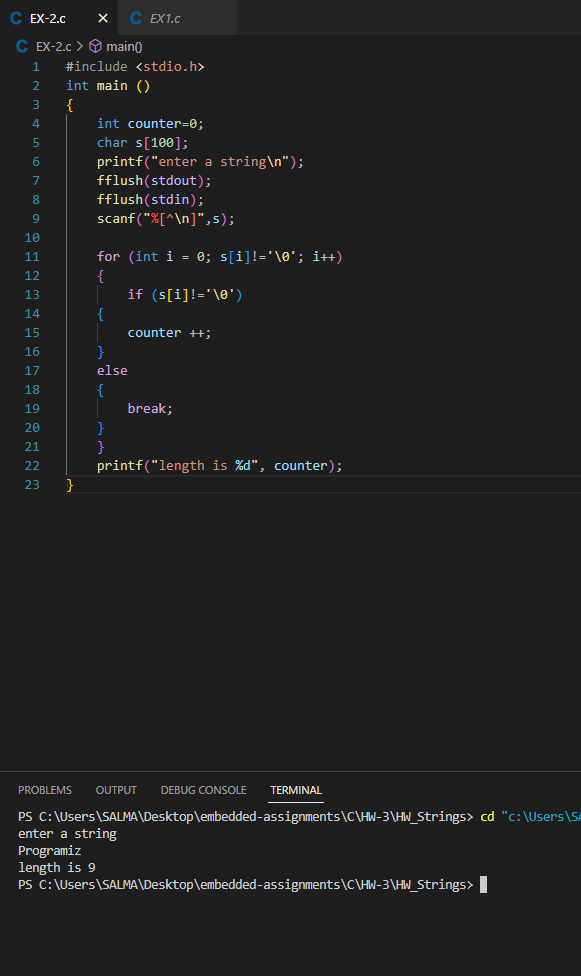 EX-2.c × EX1.c
EX-2.c > main()
1 #include <stdio.h>
2 int main ()
3 {
4     int counter=0;
5     char s[100];
6     printf("enter a string\n");
7     fflush(stdout);
8     fflush(stdin);
9     scanf("%[^\n]",s);
10
11     for (int i = 0; s[i]!='\0'; i++)
12     {
13         if (s[i]!='\0')
14     {
15         counter ++;
16     }
17     else
18     {
19         break;
20     }
21     }
22     printf("length is %d", counter);
23 }
PROBLEMS OUTPUT DEBUG CONSOLE TERMINAL
PS C:\Users\SALMA\Desktop\embedded-assignments\C\HW-3\HW_Strings> cd "c:\Users\SA
enter a string
Programiz
length is 9
PS C:\Users\SALMA\Desktop\embedded-assignments\C\HW-3\HW_Strings>